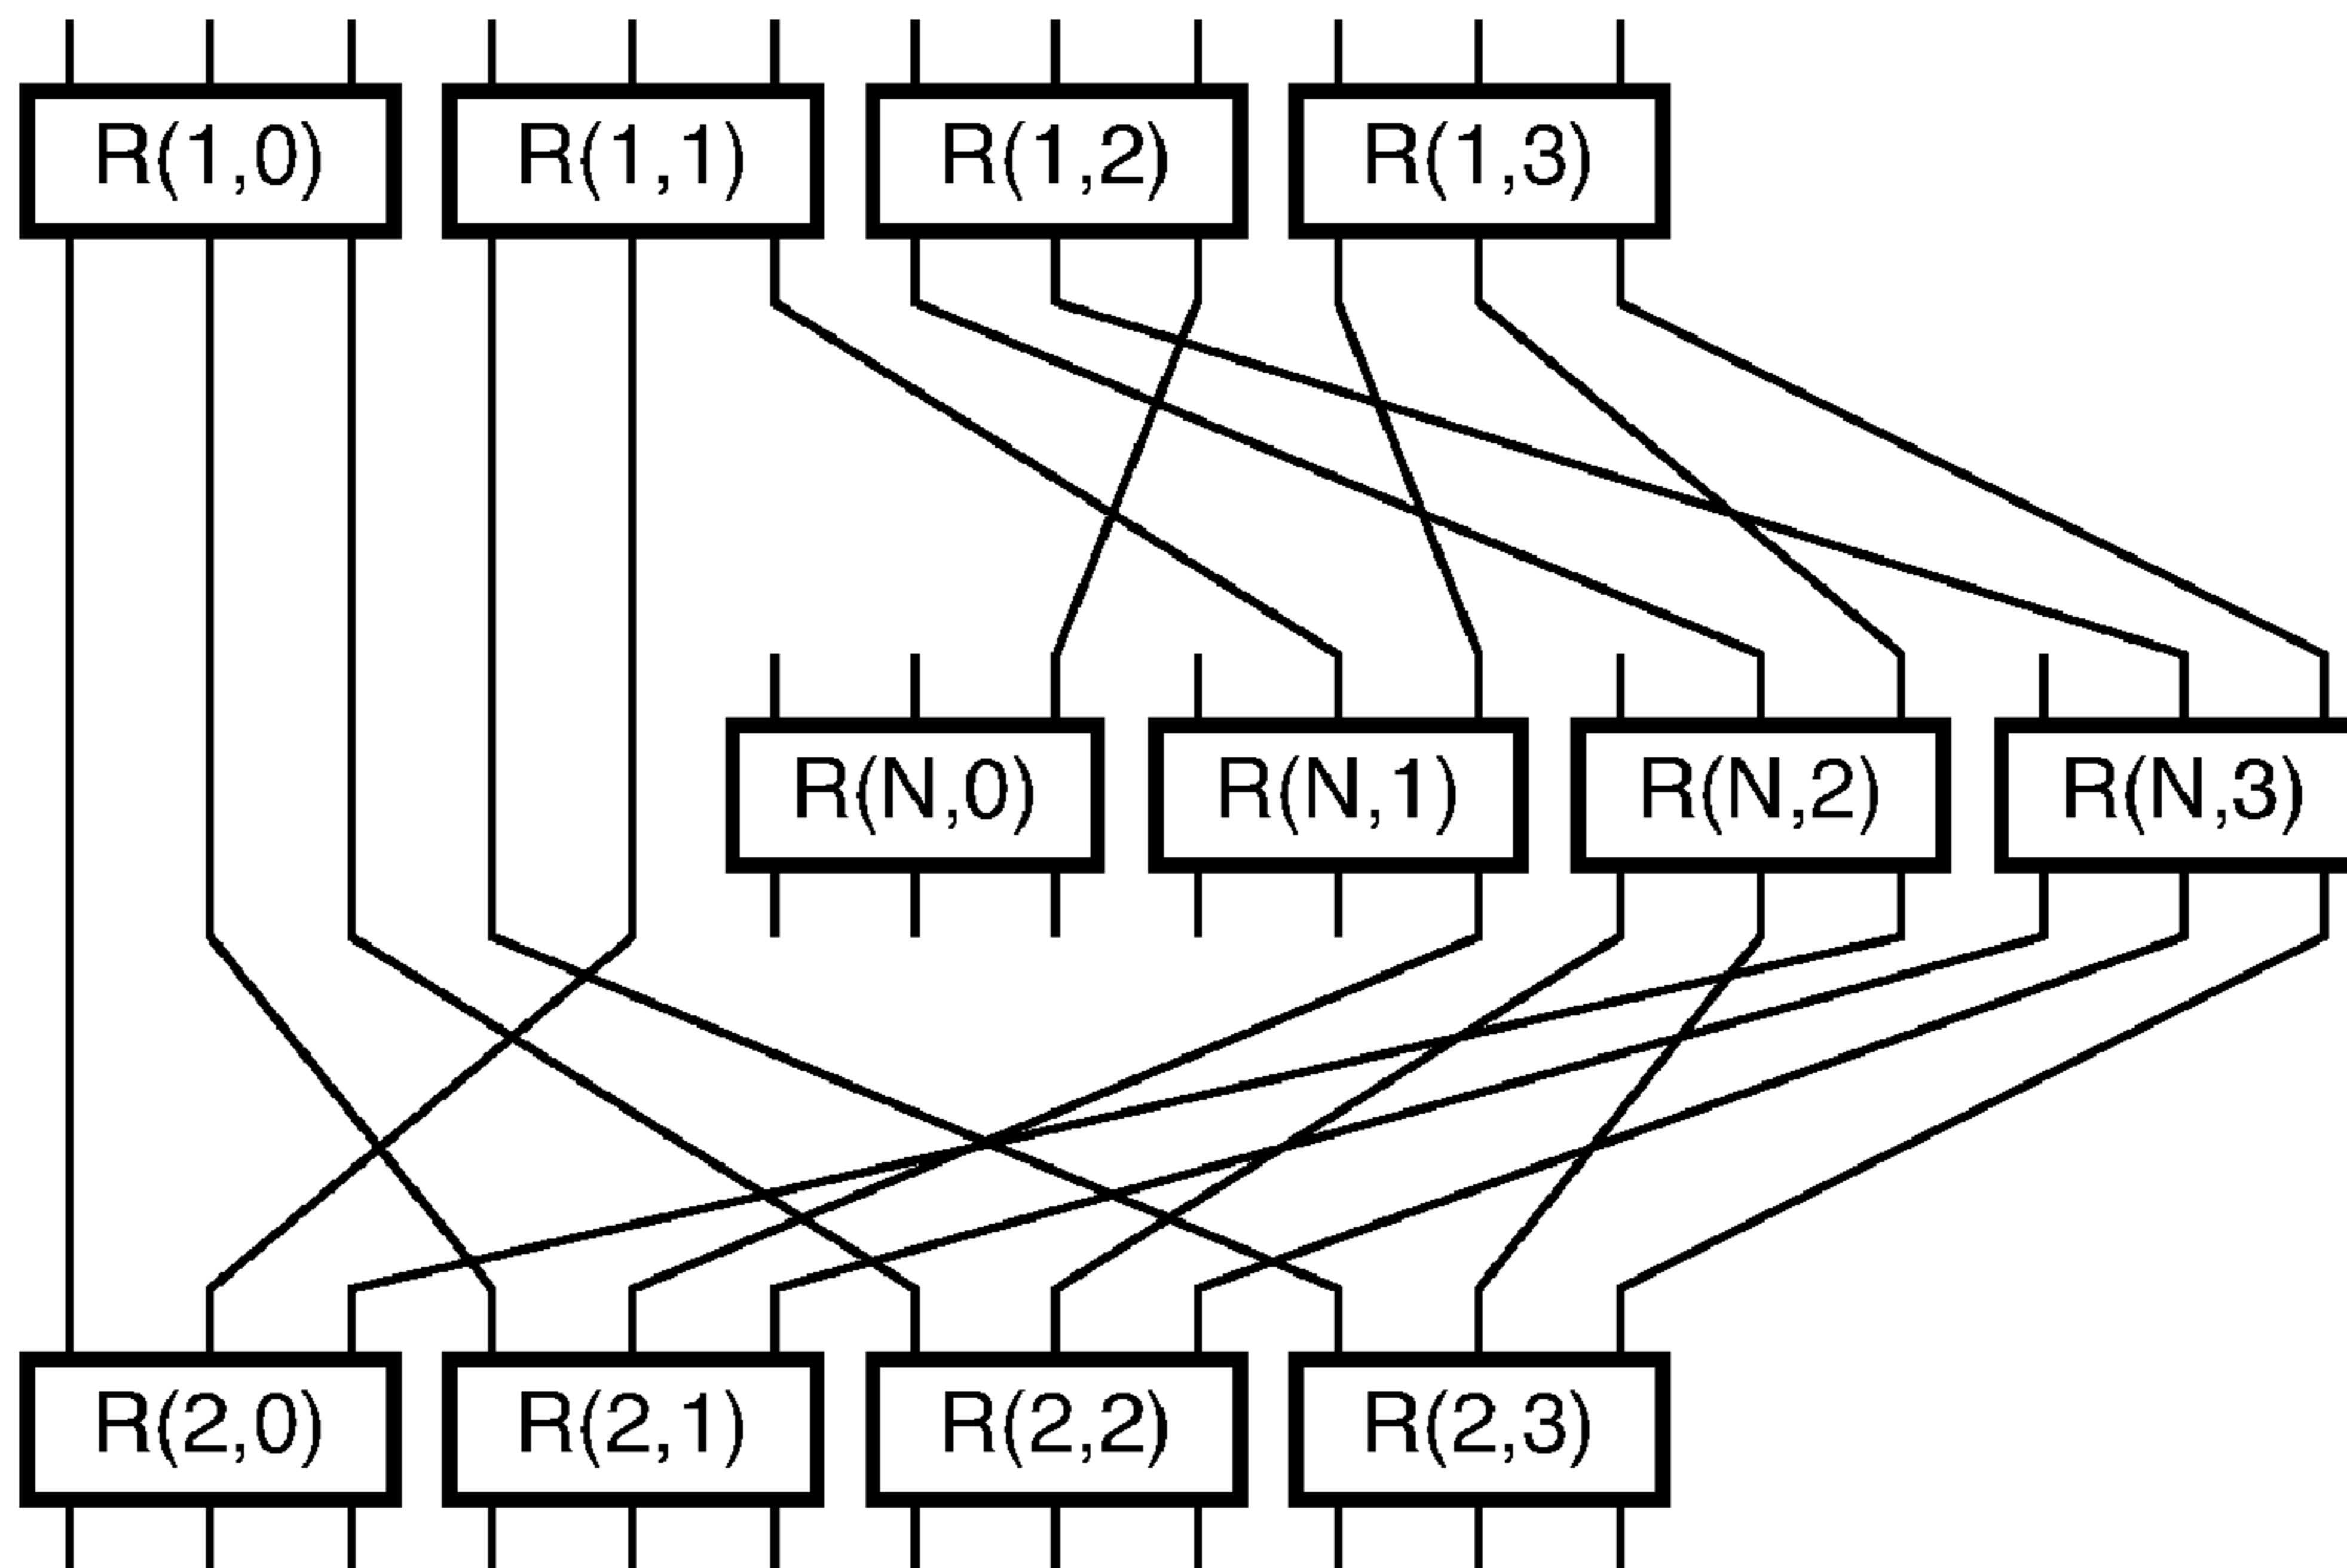 R(1,0) R(1,1) R(1,2) R(1,3)
R(N,0) R(N,1) R(N,2) R(N,3)
R(2,0) R(2,1) R(2,2) R(2,3)